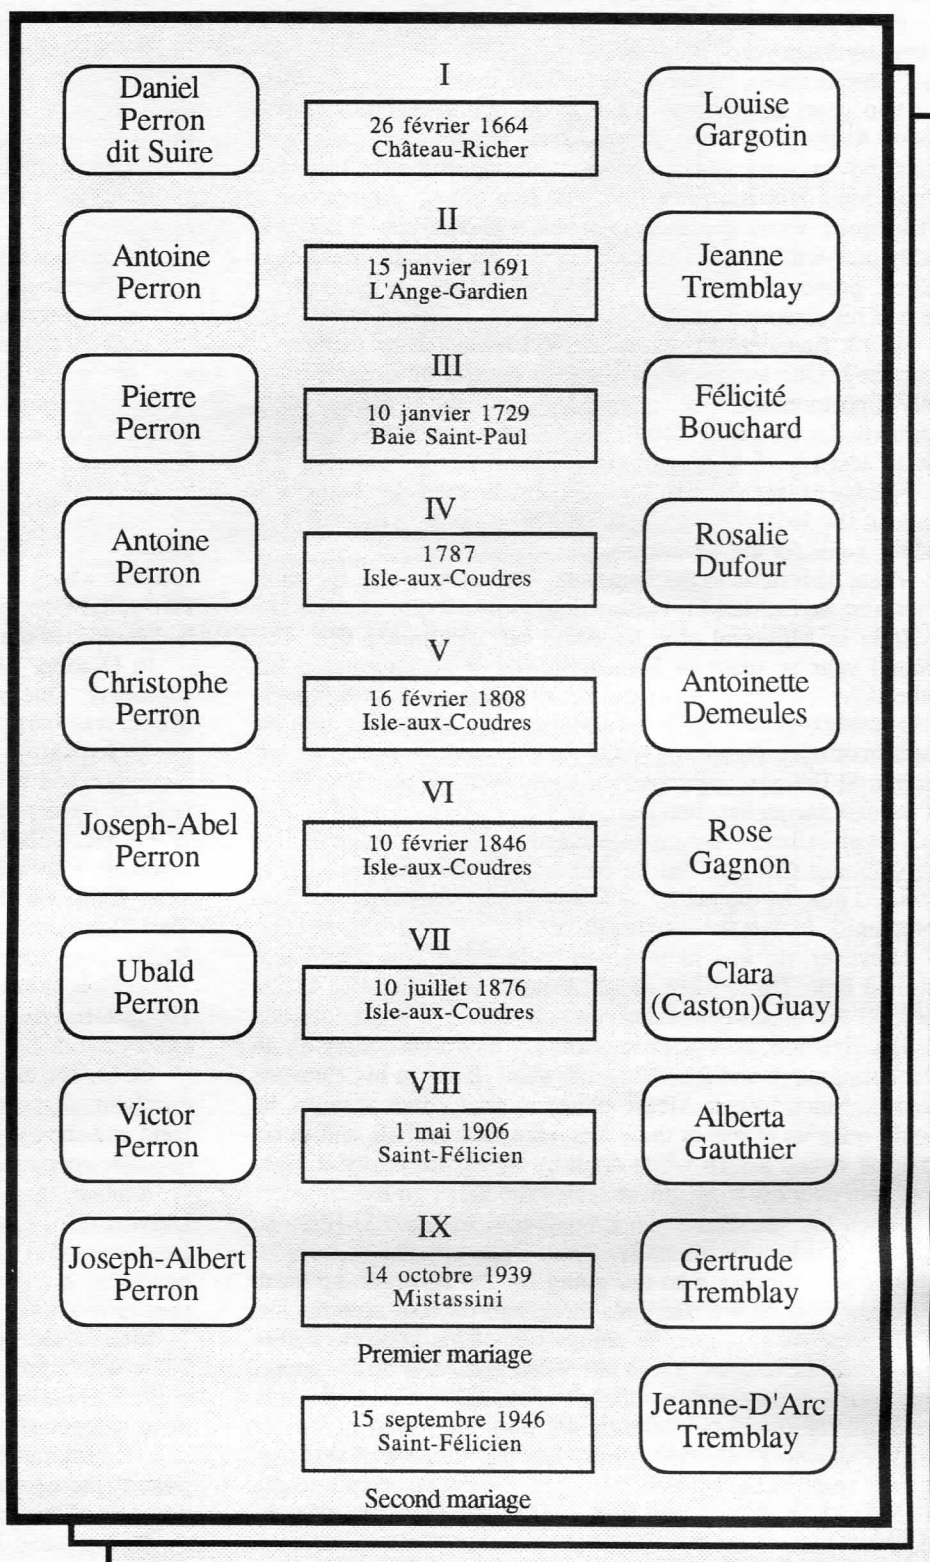 I
Daniel
Perron
dit Suire
26 février 1664
Château-Richer
Louise
Gargotin
II
Antoine
Perron
15 janvier 1691
L'Ange-Gardien
Jeanne
Tremblay
III
Pierre
Perron
10 janvier 1729
Baie Saint-Paul
Félicité
Bouchard
IV
Antoine
Perron
1787
Isle-aux-Coudres
Rosalie
Dufour
V
Christophe
Perron
16 février 1808
Isle-aux-Coudres
Antoinette
Demeules
VI
Joseph-Abel
Perron
10 février 1846
Isle-aux-Coudres
Rose
Gagnon
VII
Ubald
Perron
10 juillet 1876
Isle-aux-Coudres
Clara
(Caston)Guay
VIII
Victor
Perron
1 mai 1906
Saint-Félicien
Alberta
Gauthier
IX
Joseph-Albert
Perron
14 octobre 1939
Mistassini
Gertrude
Tremblay
Premier mariage
15 septembre 1946
Saint-Félicien
Jeanne-D'Arc
Tremblay
Second mariage